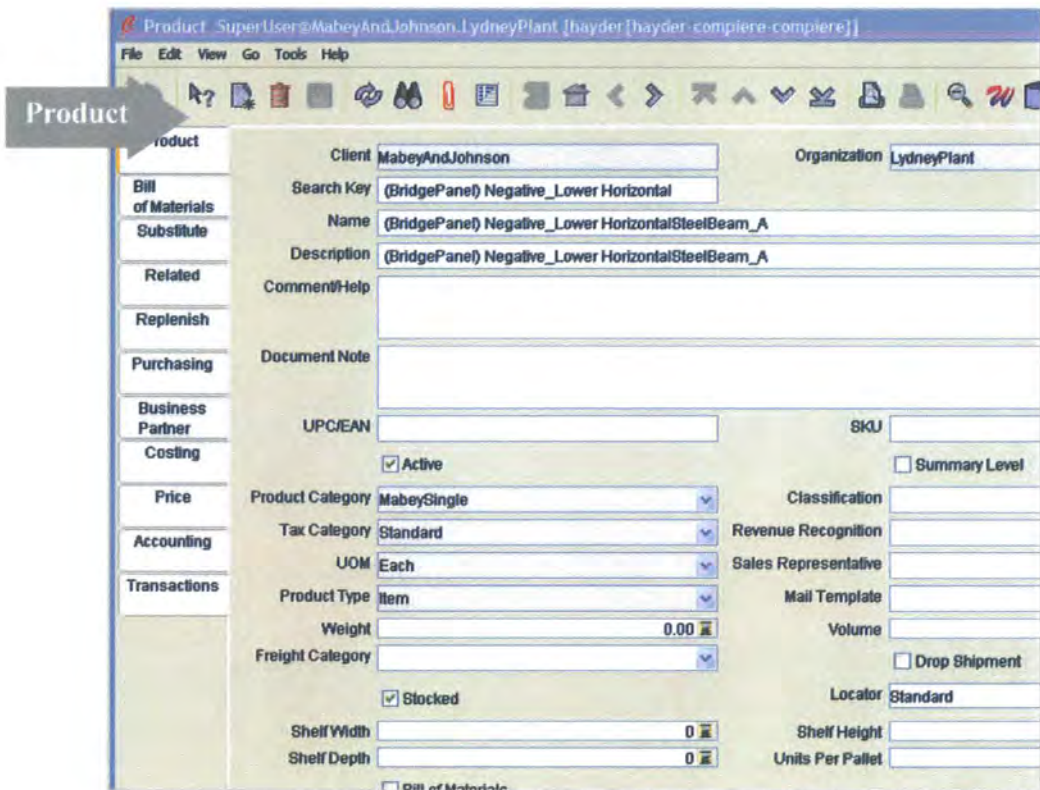 Product SuperUser@MabeyAndJohnson.LydneyPlant [hayder[hayder-compiere-compiere]]
File Edit View Go Tools Help
Product
Product
Bill
of Materials
Substitute
Related
Replenish
Purchasing
Business
Partner
Costing
Price
Accounting
Transactions
Client MabeyAndJohnson Organization LydneyPlant
Search Key (BridgePanel) Negative_Lower Horizontal
Name (BridgePanel) Negative_Lower HorizontalSteelBeam_A
Description (BridgePanel) Negative_Lower HorizontalSteelBeam_A
Comment/Help
Document Note
UPC/EAN SKU
Active Summary Level
Product Category MabeySingle Classification
Tax Category Standard Revenue Recognition
UOM Each Sales Representative
Product Type Item Mail Template
Weight 0.00 Volume
Freight Category Drop Shipment
Stocked Locator Standard
Shelf Width 0 Shelf Height
Shelf Depth 0 Units Per Pallet
Bill of Materials